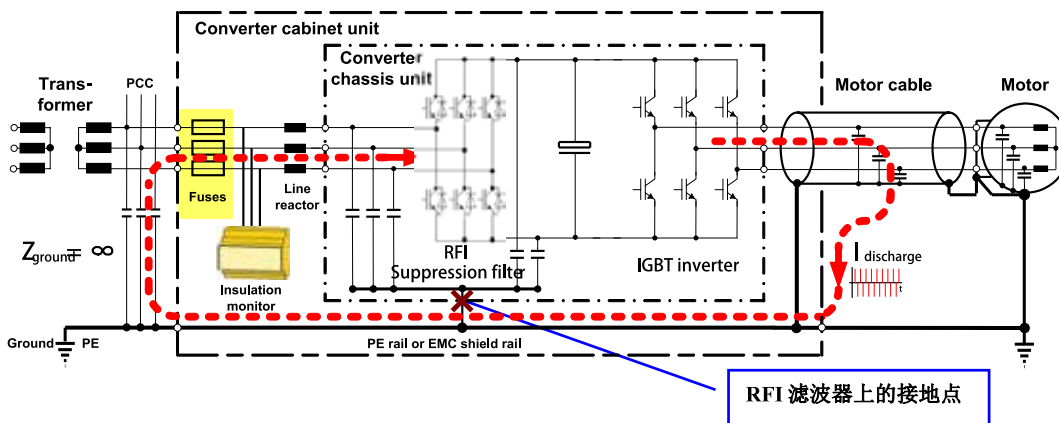 Converter cabinet unit
Converter
chassis unit
Trans-
former
PCC
Motor cable
Motor
Fuses
Line
reactor
Z ground = ∞
Insulation
monitor
RFI
Suppression filter
IGBT inverter
I discharge
t
Ground
PE
PE rail or EMC shield rail
RFI 滤波器上的接地点